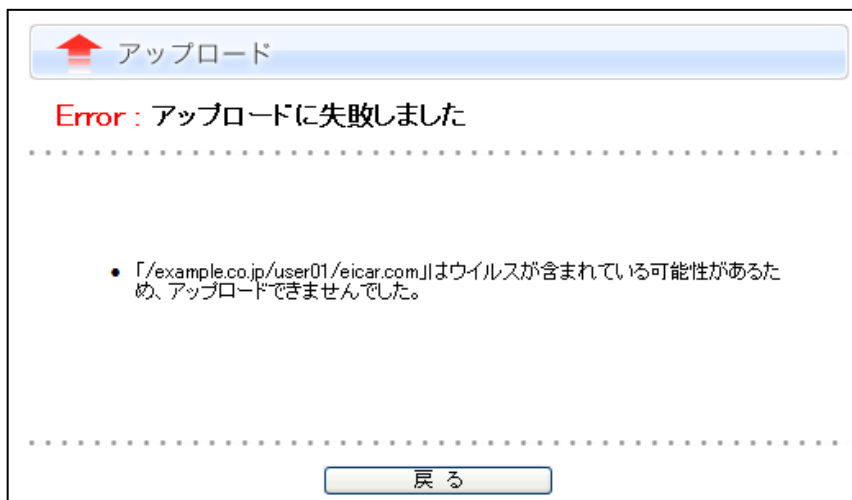 アップロード
Error : アップロードに失敗しました
● 「/example.co.jp/user01/eicar.com」はウイルスが含まれている可能性があるた
め、アップロードできませんでした。
戻 る